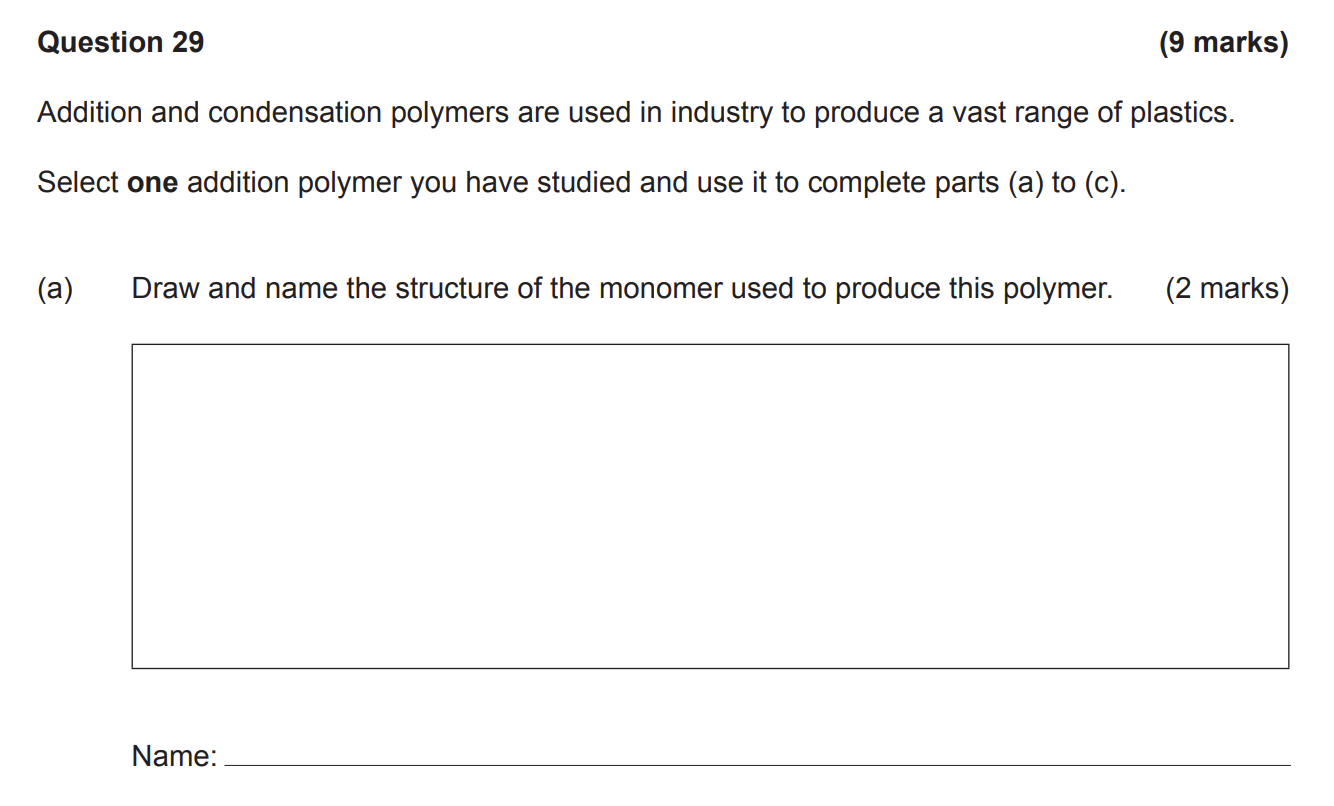 Question 29 (9 marks)
Addition and condensation polymers are used in industry to produce a vast range of plastics.
Select one addition polymer you have studied and use it to complete parts (a) to (c).
(a) Draw and name the structure of the monomer used to produce this polymer. (2 marks)
Name: